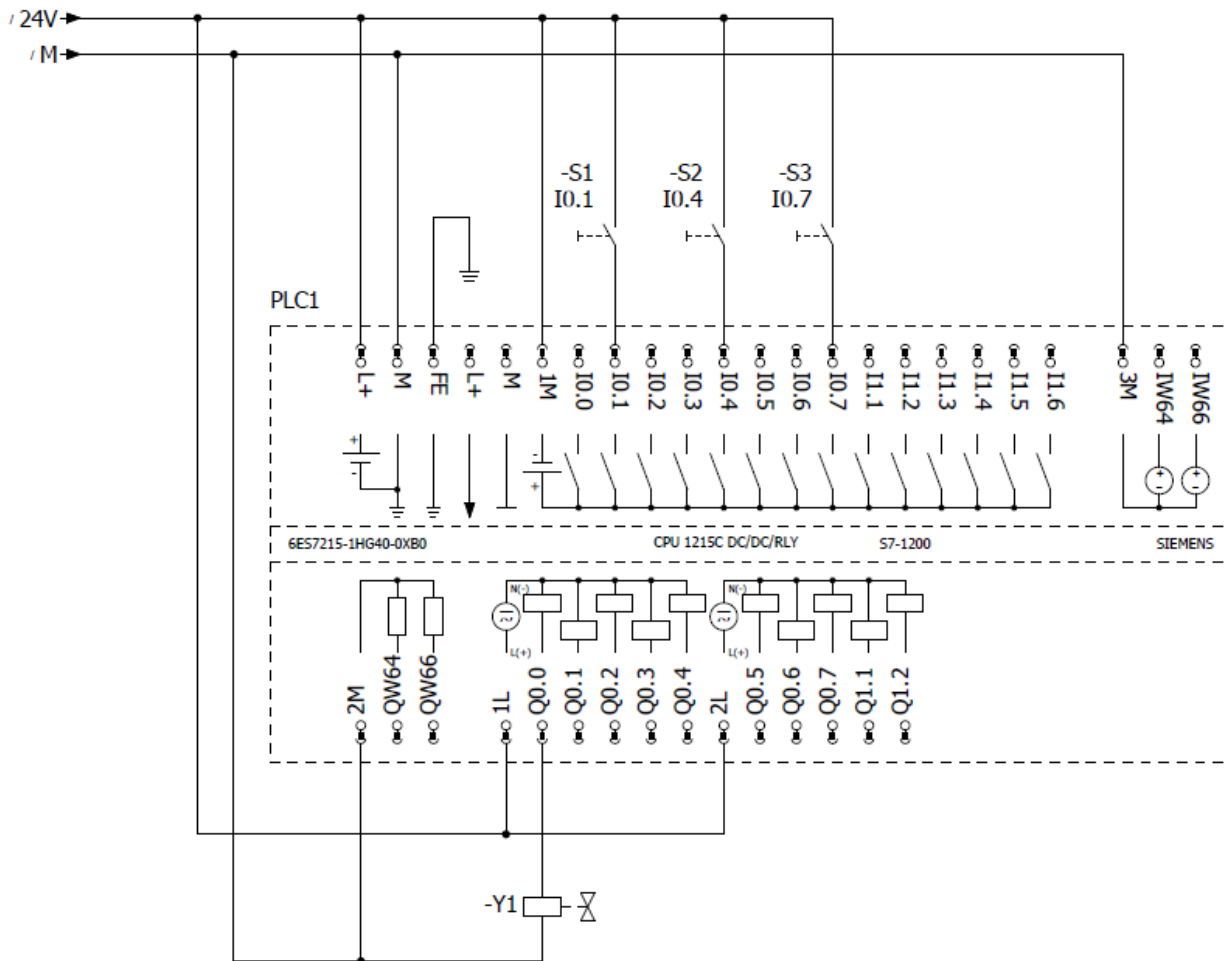 / 24V
/ M
-S1
I0.1
-S2
I0.4
-S3
I0.7
PLC1
L+
M
FE
L+
M
1M
I0.0
I0.1
I0.2
I0.3
I0.4
I0.5
I0.6
I0.7
I1.1
I1.2
I1.3
I1.4
I1.5
I1.6
3M
IW64
IW66
+
-
-
+
+
-
+
-
6ES7215-1HG40-0XB0
CPU 1215C DC/DC/RLY
S7-1200
SIEMENS
N(-)
L(+)
N(-)
L(+)
2M
QW64
QW66
1L
Q0.0
Q0.1
Q0.2
Q0.3
Q0.4
2L
Q0.5
Q0.6
Q0.7
Q1.1
Q1.2
-Y1